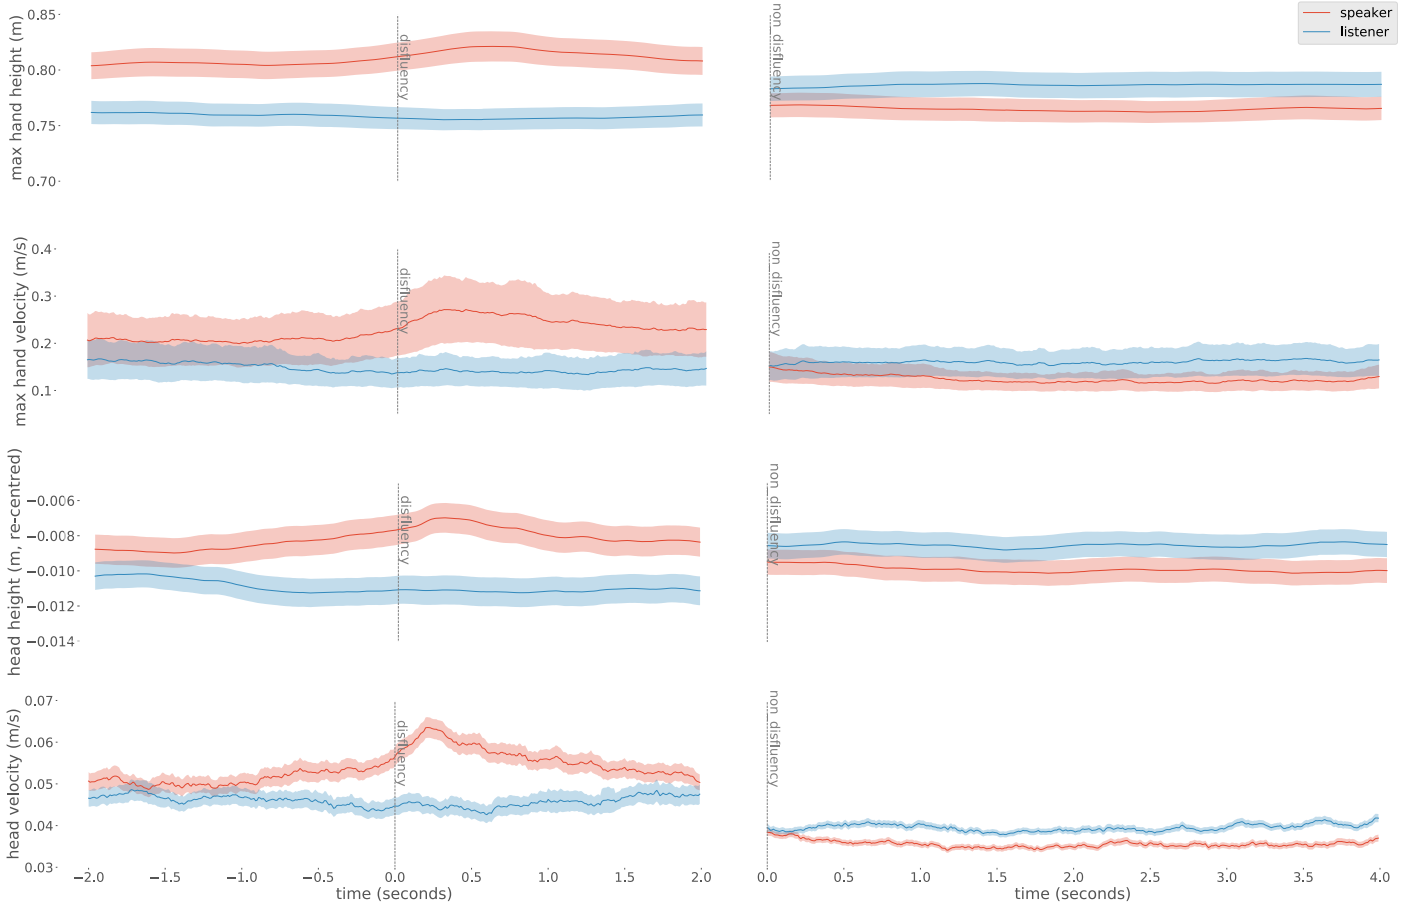 speaker
listener
max hand height (m)
0.85
0.80
0.75
0.70
disfluency
non disfluency
max hand velocity (m/s)
0.4
0.3
0.2
0.1
disfluency
non disfluency
head height (m, re-centred)
−0.006
−0.008
−0.010
−0.012
−0.014
disfluency
non disfluency
head velocity (m/s)
0.07
0.06
0.05
0.04
0.03
disfluency
non disfluency
−2.0 −1.5 −1.0 −0.5 0.0 0.5 1.0 1.5 2.0
time (seconds)
0.0 0.5 1.0 1.5 2.0 2.5 3.0 3.5 4.0
time (seconds)